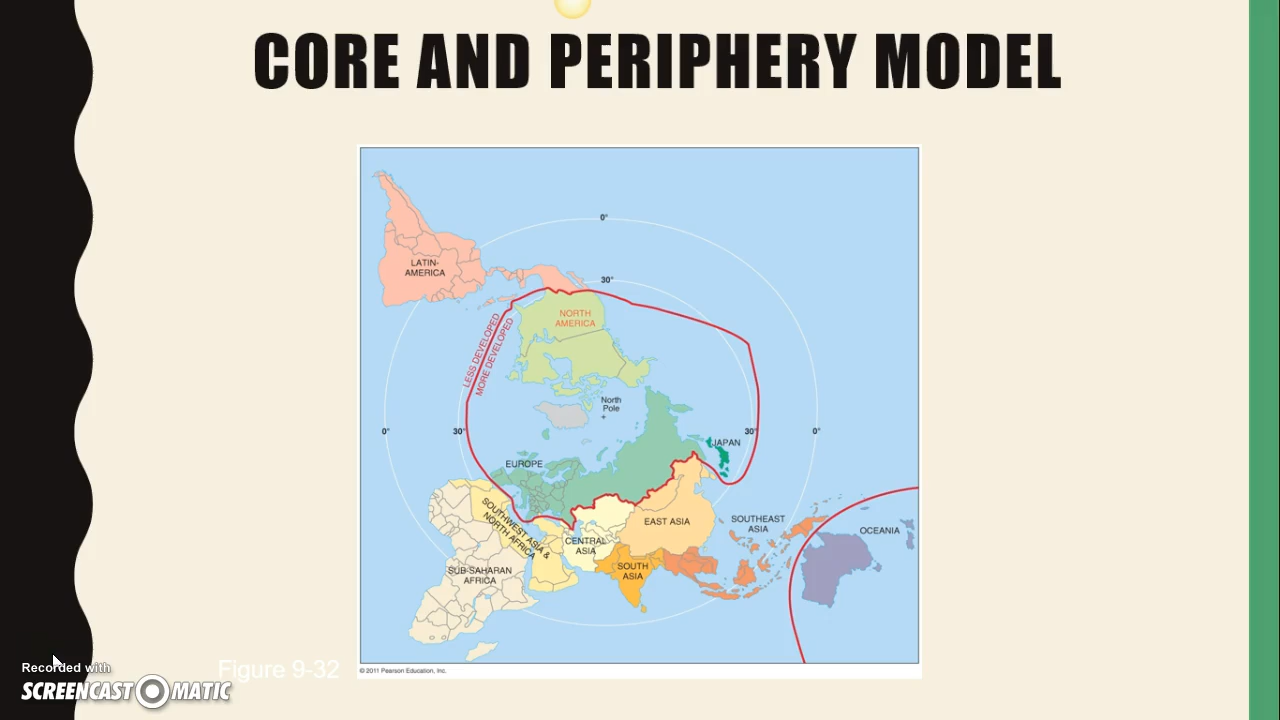 CORE AND PERIPHERY MODEL
0°
LATIN-
AMERICA
30°
NORTH
AMERICA
LESS DEVELOPED
MORE DEVELOPED
North
Pole
+
0°
30°
30°
0°
JAPAN
EUROPE
SOUTHWEST ASIA &
NORTH AFRICA
EAST ASIA
SOUTHEAST
ASIA
OCEANIA
CENTRAL
ASIA
SOUTH
ASIA
SUB-SAHARAN
AFRICA
© 2011 Pearson Education, Inc.
Figure 9-32
Recorded with
SCREENCAST-O-MATIC